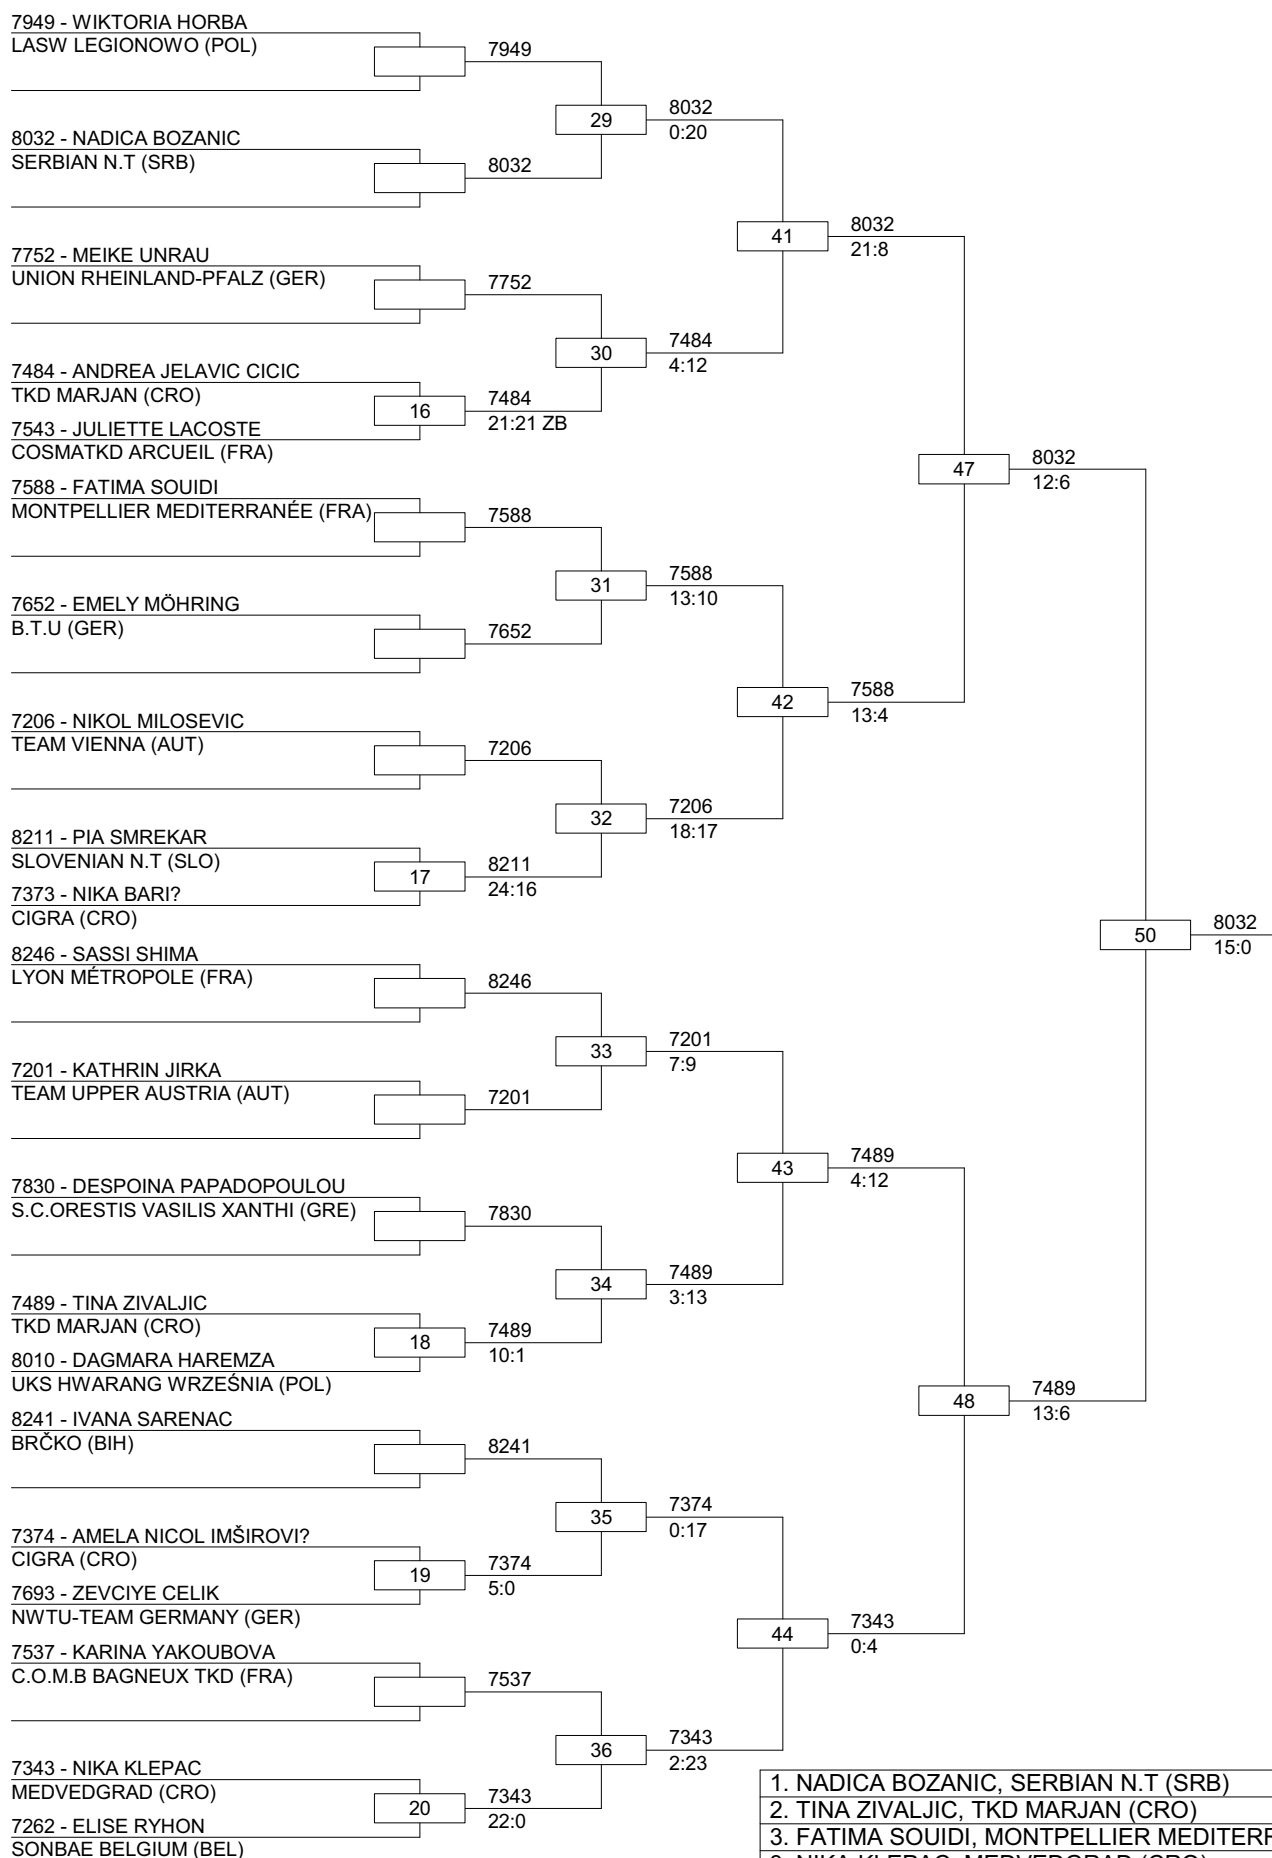 7949 - WIKTORIA HORBA
LASW LEGIONOWO (POL)
7949
29
8032
0:20
8032 - NADICA BOZANIC
SERBIAN N.T (SRB)
8032
41
8032
21:8
7752 - MEIKE UNRAU
UNION RHEINLAND-PFALZ (GER)
7752
30
7484
4:12
7484 - ANDREA JELAVIC CICIC
TKD MARJAN (CRO)
16
7484
21:21 ZB
7543 - JULIETTE LACOSTE
COSMATKD ARCUEIL (FRA)
47
8032
12:6
7588 - FATIMA SOUIDI
MONTPELLIER MEDITERRANÉE (FRA)
7588
31
7588
13:10
7652 - EMELY MÖHRING
B.T.U (GER)
7652
42
7588
13:4
7206 - NIKOL MILOSEVIC
TEAM VIENNA (AUT)
7206
32
7206
18:17
8211 - PIA SMREKAR
SLOVENIAN N.T (SLO)
17
8211
24:16
7373 - NIKA BARI?
CIGRA (CRO)
50
8032
15:0
8246 - SASSI SHIMA
LYON MÉTROPOLE (FRA)
8246
33
7201
7:9
7201 - KATHRIN JIRKA
TEAM UPPER AUSTRIA (AUT)
7201
43
7489
4:12
7830 - DESPOINA PAPADOPOULOU
S.C.ORESTIS VASILIS XANTHI (GRE)
7830
34
7489
3:13
7489 - TINA ZIVALJIC
TKD MARJAN (CRO)
18
7489
10:1
8010 - DAGMARA HAREMZA
UKS HWARANG WRZEŚNIA (POL)
48
7489
13:6
8241 - IVANA SARENAC
BRČKO (BIH)
8241
35
7374
0:17
7374 - AMELA NICOL IMŠIROVI?
CIGRA (CRO)
19
7374
5:0
7693 - ZEVCIYE CELIK
NWTU-TEAM GERMANY (GER)
44
7343
0:4
7537 - KARINA YAKOUBOVA
C.O.M.B BAGNEUX TKD (FRA)
7537
36
7343
2:23
7343 - NIKA KLEPAC
MEDVEDGRAD (CRO)
20
7343
22:0
7262 - ELISE RYHON
SONBAE BELGIUM (BEL)
1. NADICA BOZANIC, SERBIAN N.T (SRB)
2. TINA ZIVALJIC, TKD MARJAN (CRO)
3. FATIMA SOUIDI, MONTPELLIER
NIKA KLEPAC, MEDVEDGRAD (CRO)